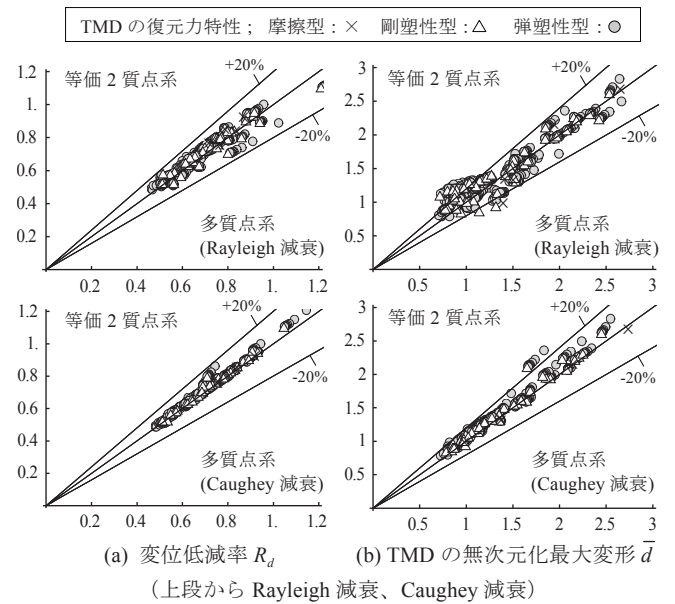 TMD の復元力特性 ; 摩擦型 : × 剛塑性型 : △ 弾塑性型 : ○
1.2
1.
0.8
0.6
0.4
0.2
等価 2 質点系
+20%
-20%
多質点系
(Rayleigh 減衰)
0.2 0.4 0.6 0.8 1. 1.2
3
2.5
2
1.5
1
0.5
等価 2 質点系
+20%
-20%
多質点系
(Rayleigh 減衰)
0.5 1. 1.5 2 2.5 3
1.2
1.
0.8
0.6
0.4
0.2
等価 2 質点系
+20%
-20%
多質点系
(Caughey 減衰)
0.2 0.4 0.6 0.8 1. 1.2
3
2.5
2
1.5
1
0.5
等価 2 質点系
+20%
-20%
多質点系
(Caughey 減衰)
0.5 1. 1.5 2 2.5 3
(a) 変位低減率 R_d
(b) TMD の無次元化最大変形 d̅
（上段から Rayleigh 減衰、Caughey 減衰）